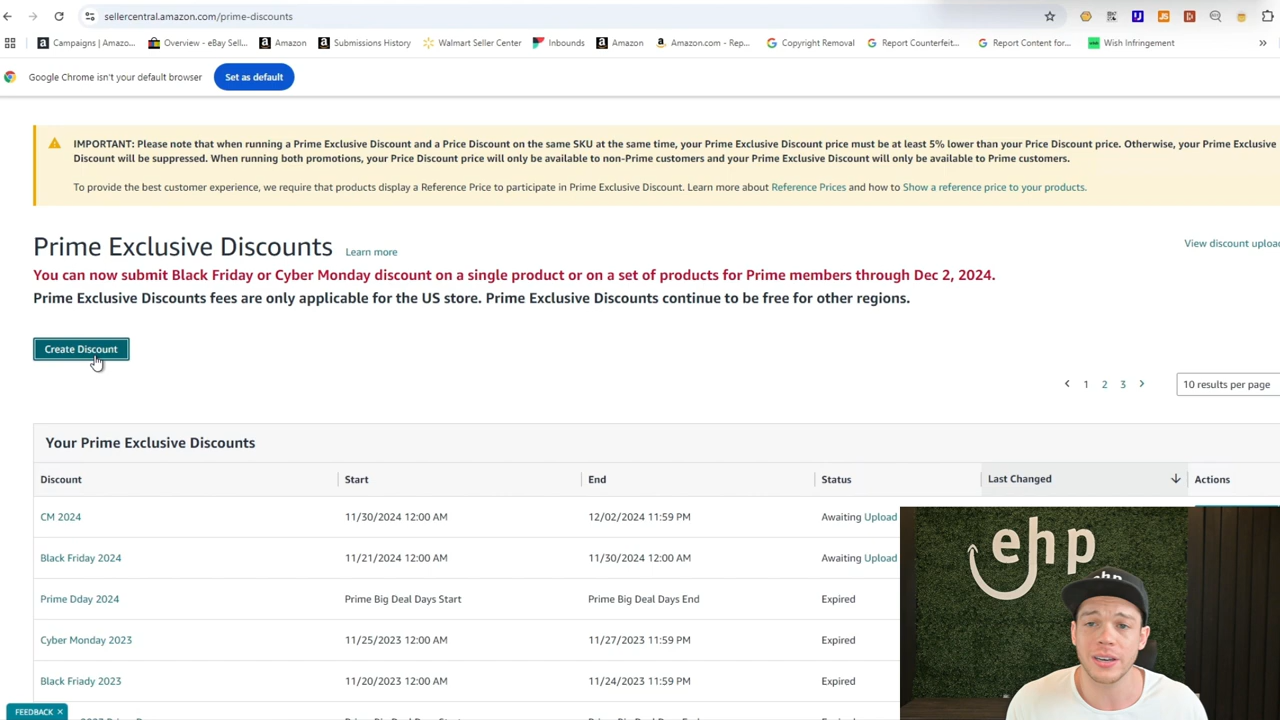 sellercentral.amazon.com/prime-discounts
Campaigns | Amazo...
Overview - eBay Sell...
Amazon
Submissions History
Walmart Seller Center
Inbounds
Amazon
Amazon.com - Rep...
Copyright Removal
Report Counterfeit...
Report Content for...
Wish Infringement
Google Chrome isn't your default browser
Set as default
IMPORTANT: Please note that when running a Prime Exclusive Discount and a Price Discount on the same SKU at the same time, your Prime Exclusive Discount price must be at least 5% lower than your Price Discount price. Otherwise, your Prime Exclusive
Discount will be suppressed. When running both promotions, your Price Discount price will only be available to non-Prime customers and your Prime Exclusive Discount will only be available to Prime customers.
To provide the best customer experience, we require that products display a Reference Price to participate in Prime Exclusive Discount. Learn more about Reference Prices and how to Show a reference price to your products.
Prime Exclusive Discounts Learn more
View discount upload
You can now submit Black Friday or Cyber Monday discount on a single product or on a set of products for Prime members through Dec 2, 2024.
Prime Exclusive Discounts fees are only applicable for the US store. Prime Exclusive Discounts continue to be free for other regions.
Create Discount
1 2 3
10 results per page
Your Prime Exclusive Discounts
Discount Start End Status Last Changed Actions
CM 2024 11/30/2024 12:00 AM 12/02/2024 11:59 PM Awaiting Upload
Black Friday 2024 11/21/2024 12:00 AM 11/30/2024 12:00 AM Awaiting Upload
Prime Dday 2024 Prime Big Deal Days Start Prime Big Deal Days End Expired
Cyber Monday 2023 11/25/2023 12:00 AM 11/27/2023 11:59 PM Expired
Black Friady 2023 11/20/2023 12:00 AM 11/24/2023 11:59 PM Expired
ehp
ehp
FEEDBACK